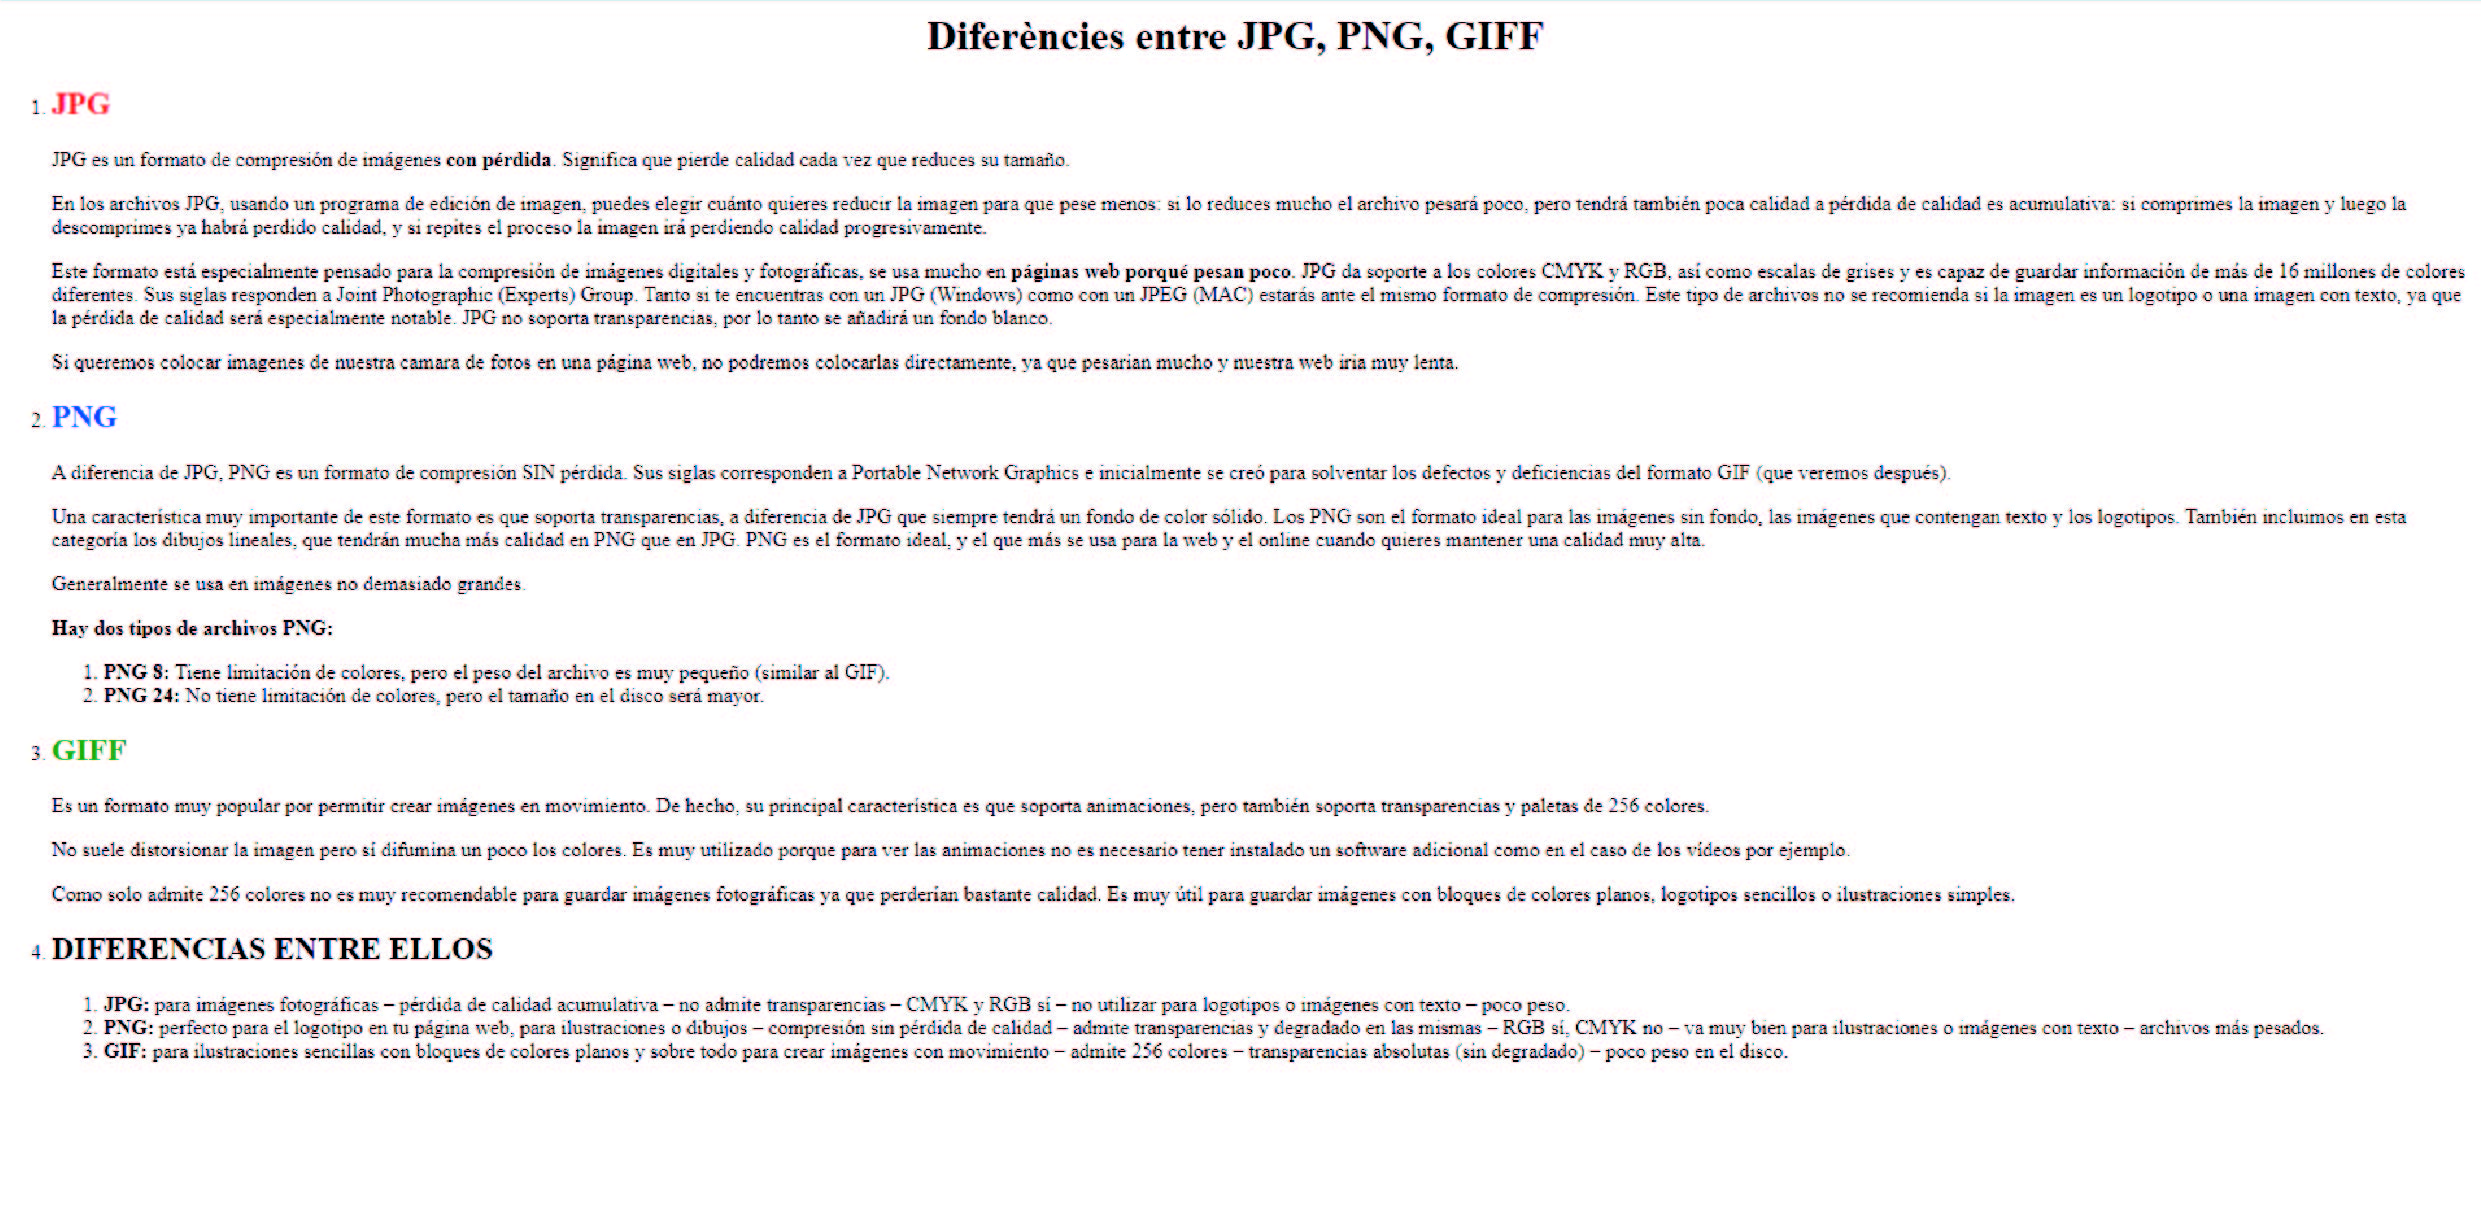 Diferències entre JPG, PNG, GIFF
1. JPG
JPG es un formato de compresión de imágenes con pérdida. Significa que pierde calidad cada vez que reduces su tamaño.
En los archivos JPG, usando un programa de edición de imagen, puedes elegir cuánto quieres reducir la imagen para que pese menos: si lo reduces mucho el archivo pesará poco, pero tendrá también poca calidad a pérdida de calidad es acumulativa: si comprimes la imagen y luego la
descomprimes ya habrá perdido calidad, y si repites el proceso la imagen irá perdiendo calidad progresivamente.
Este formato está especialmente pensado para la compresión de imágenes digitales y fotográficas, se usa mucho en páginas web porqué pesan poco. JPG da soporte a los colores CMYK y RGB, así como escalas de grises y es capaz de guardar información de más de 16 millones de colores
diferentes. Sus siglas responden a Joint Photographic (Experts) Group. Tanto si te encuentras con un JPG (Windows) como con un JPEG (MAC) estarás ante el mismo formato de compresión. Este tipo de archivos no se recomienda si la imagen es un logotipo o una imagen con texto, ya que
la pérdida de calidad será especialmente notable. JPG no soporta transparencias, por lo tanto se añadirá un fondo blanco.
Si queremos colocar imagenes de nuestra camara de fotos en una página web, no podremos colocarlas directamente, ya que pesarian mucho y nuestra web iria muy lenta.
2. PNG
A diferencia de JPG, PNG es un formato de compresión SIN pérdida. Sus siglas corresponden a Portable Network Graphics e inicialmente se creó para solventar los defectos y deficiencias del formato GIF (que veremos después).
Una característica muy importante de este formato es que soporta transparencias, a diferencia de JPG que siempre tendrá un fondo de color sólido. Los PNG son el formato ideal para las imágenes sin fondo, las imágenes que contengan texto y los logotipos. También incluimos en esta
categoría los dibujos lineales, que tendrán mucha más calidad en PNG que en JPG. PNG es el formato ideal, y el que más se usa para la web y el online cuando quieres mantener una calidad muy alta.
Generalmente se usa en imágenes no demasiado grandes.
Hay dos tipos de archivos PNG:
1. PNG 8: Tiene limitación de colores, pero el peso del archivo es muy pequeño (similar al GIF).
2. PNG 24: No tiene limitación de colores, pero el tamaño en el disco será mayor.
3. GIFF
Es un formato muy popular por permitir crear imágenes en movimiento. De hecho, su principal característica es que soporta animaciones, pero también soporta transparencias y paletas de 256 colores.
No suele distorsionar la imagen pero sí difumina un poco los colores. Es muy utilizado porque para ver las animaciones no es necesario tener instalado un software adicional como en el caso de los vídeos por ejemplo.
Como solo admite 256 colores no es muy recomendable para guardar imágenes fotográficas ya que perderían bastante calidad. Es muy útil para guardar imágenes con bloques de colores planos, logotipos sencillos o ilustraciones simples.
4. DIFERENCIAS ENTRE ELLOS
1. JPG: para imágenes fotográficas – pérdida de calidad acumulativa – no admite transparencias – CMYK y RGB sí – no utilizar para logotipos o imágenes con texto – poco peso.
2. PNG: perfecto para el logotipo en tu página web, para ilustraciones o dibujos – compresión sin pérdida de calidad – admite transparencias y degradado en las mismas – RGB sí, CMYK no – va muy bien para ilustraciones o imágenes con texto – archivos más pesados.
3. GIF: para ilustraciones sencillas con bloques de colores planos y sobre todo para crear imágenes con movimiento – admite 256 colores – transparencias absolutas (sin degradado) – poco peso en el disco.